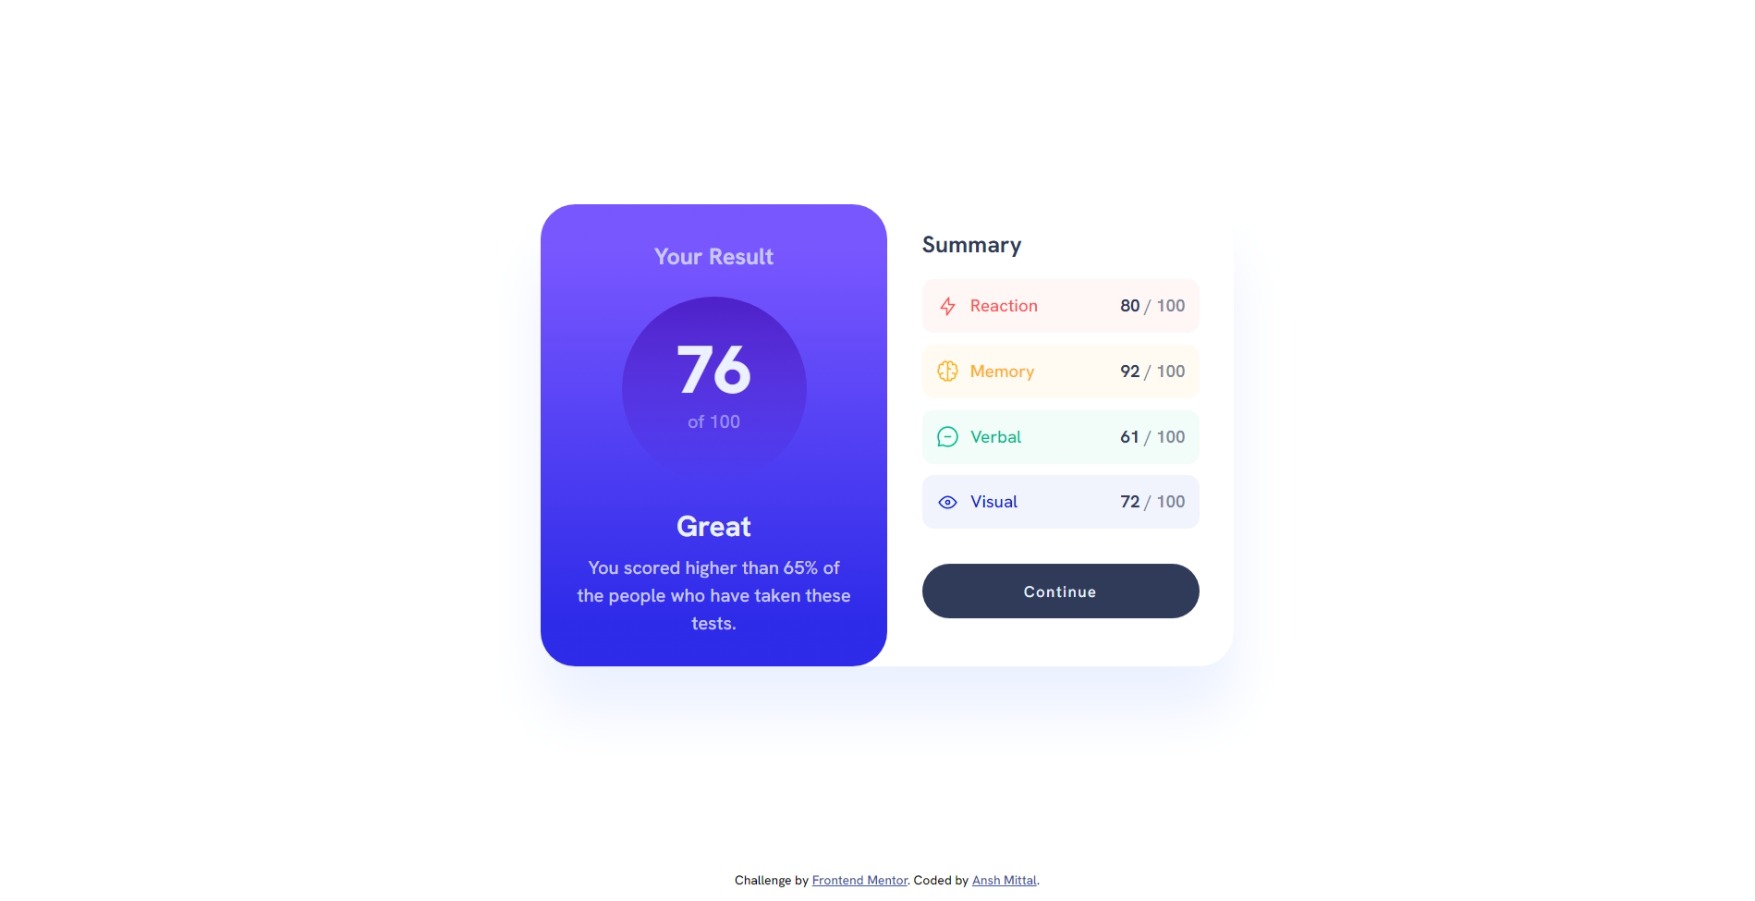 Your Result
76
of 100
Great
You scored higher than 65% of
the people who have taken these
tests.
Summary
Reaction 80 / 100
Memory 92 / 100
Verbal 61 / 100
Visual 72 / 100
Continue
Challenge by Frontend Mentor. Coded by Ansh Mittal.